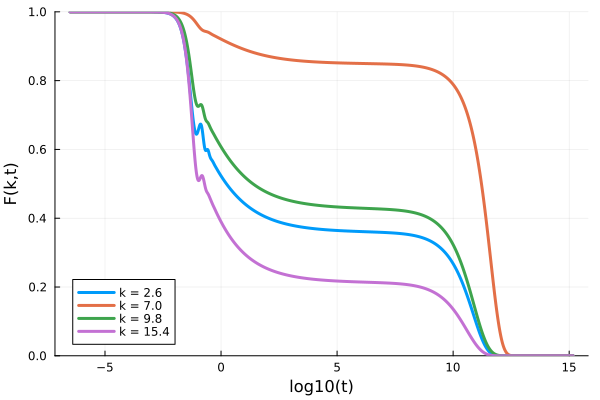 1.0
0.8
0.6
0.4
0.2
0.0
F(k,t)
k = 2.6
k = 7.0
k = 9.8
k = 15.4
−5 0 5 10 15
log10(t)